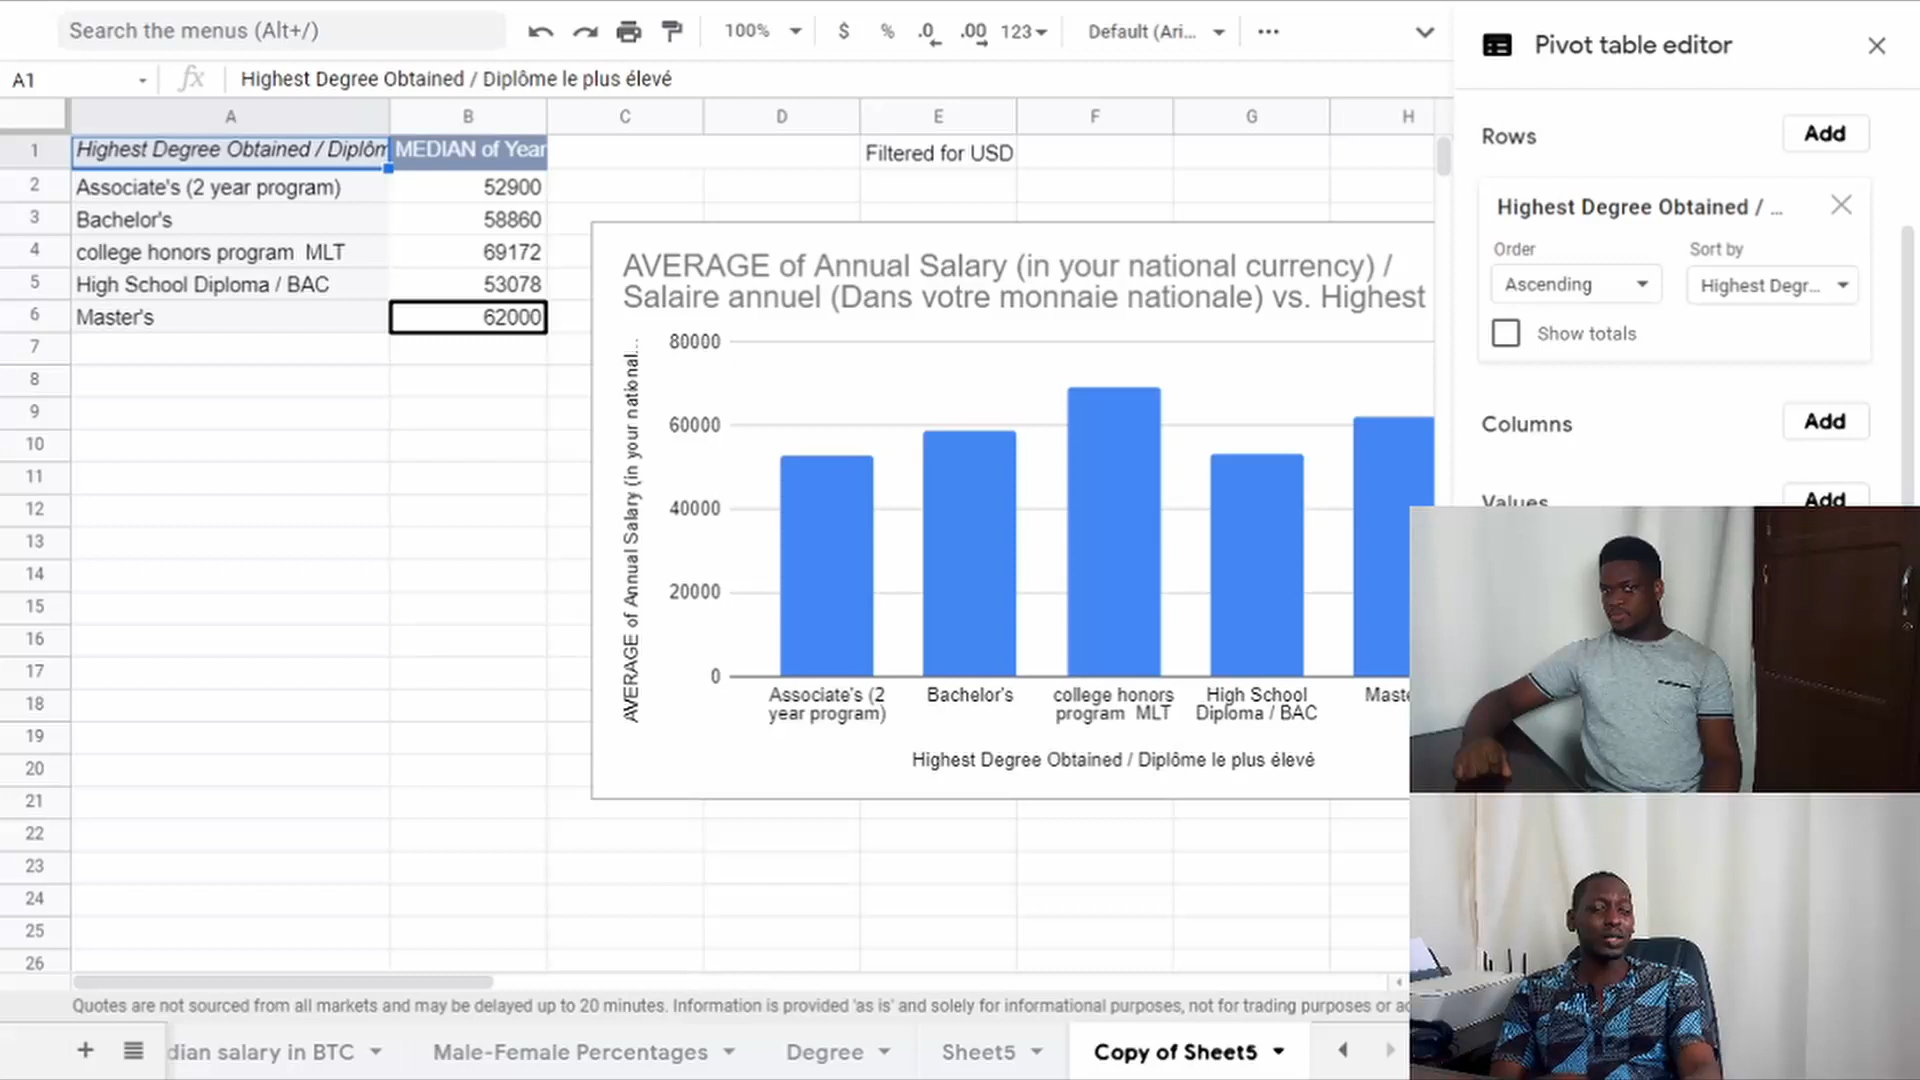 Search the menus (Alt+/)
100%
$
%
.0
.00
123
Default (Ari...
A1
fx
Highest Degree Obtained / Diplôme le plus élevé
A B C D E F G H
1 Highest Degree Obtained / Diplôm MEDIAN of Year Filtered for USD
2 Associate's (2 year program) 52900
3 Bachelor's 58860
4 college honors program MLT 69172
5 High School Diploma / BAC 53078
6 Master's 62000
7
8
9
10
11
12
13
14
15
16
17
18
19
20
21
22
23
24
25
26
AVERAGE of Annual Salary (in your national currency) /
Salaire annuel (Dans votre monnaie nationale) vs. Highest
AVERAGE of Annual Salary (in your national...
80000
60000
40000
20000
0
Associate's (2
year program)
Bachelor's
college honors
program MLT
High School
Diploma / BAC
Maste
Highest Degree Obtained / Diplôme le plus élevé
Quotes are not sourced from all markets and may be delayed up to 20 minutes. Information is provided 'as is' and solely for informational purposes, not for trading purposes or ac
+
dian salary in BTC
Male-Female Percentages
Degree
Sheet5
Copy of Sheet5
Pivot table editor
Rows
Add
Highest Degree Obtained / ...
Order
Sort by
Ascending
Highest Degr...
Show totals
Columns
Add
Values
Add